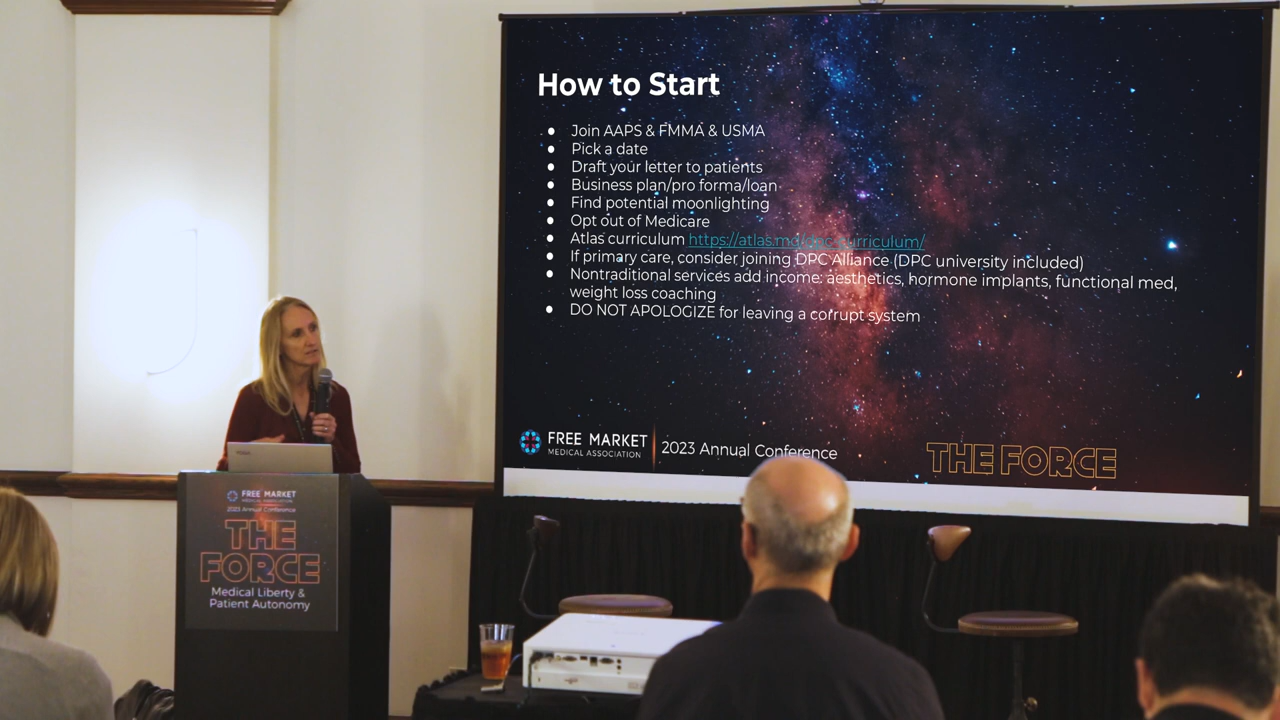 How to Start
● Join AAPS & FMMA & USMA
● Pick a date
● Draft your letter to patients
● Business plan/pro forma/loan
● Find potential moonlighting
● Opt out of Medicare
● Atlas curriculum https://atlas.md/dpc-curriculum/
● If primary care, consider joining DPC Alliance (DPC university included)
● Nontraditional services add income: aesthetics, hormone implants, functional med,
weight loss coaching
● DO NOT APOLOGIZE for leaving a corrupt system
FREE MARKET
MEDICAL ASSOCIATION
2023 Annual Conference
THE FORCE
FREE MARKET
MEDICAL ASSOCIATION
2023 Annual Conference
THE
FORCE
Medical Liberty &
Patient Autonomy